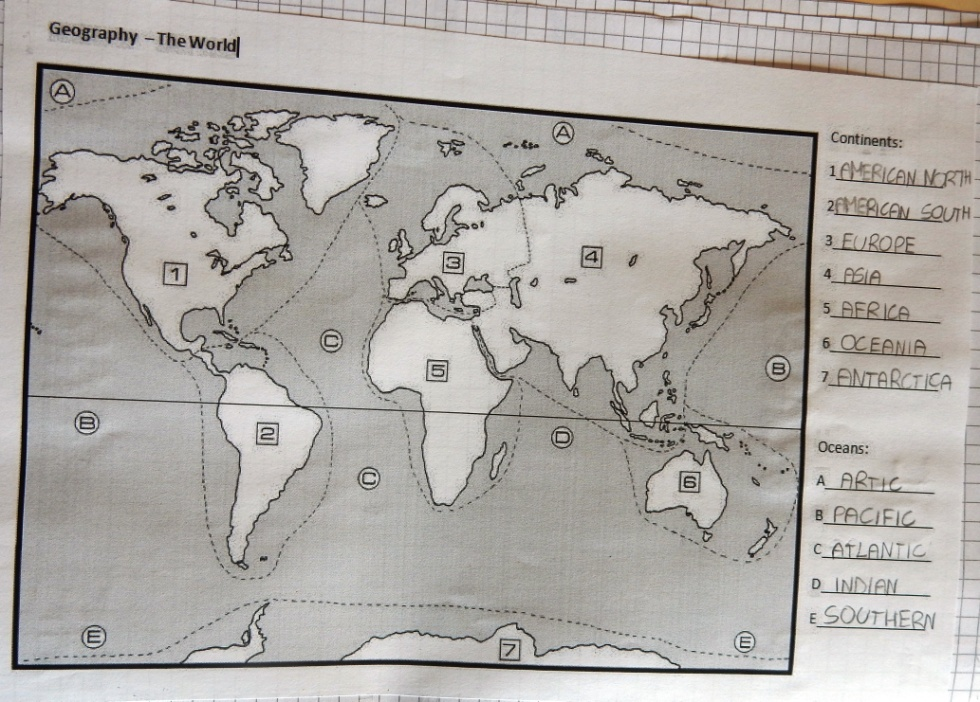 Geography – The World
A
A
1
2
3
4
5
6
7
B
B
C
C
D
E
E
Continents:
1 AMERICAN NORTH
2 AMERICAN SOUTH
3 EUROPE
4 ASIA
5 AFRICA
6 OCEANIA
7 ANTARCTICA
Oceans:
A ARTIC
B PACIFIC
C ATLANTIC
D INDIAN
E SOUTHERN